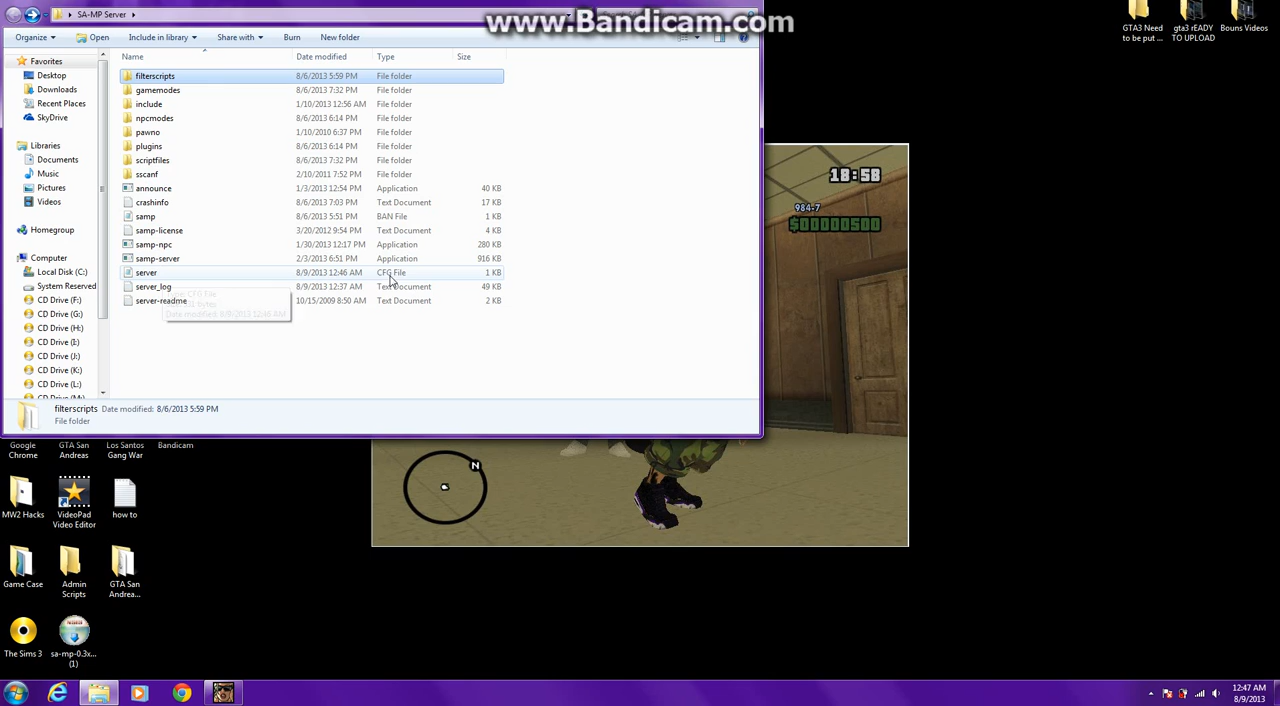 SA-MP Server
www.Bandicam.com
Organize Open Include in library Share with Burn New folder
Name Date modified Type Size
Favorites
Desktop
Downloads
Recent Places
SkyDrive
Libraries
Documents
Music
Pictures
Videos
Homegroup
Computer
Local Disk (C:)
System Reserved
CD Drive (F:)
CD Drive (G:)
CD Drive (H:)
CD Drive (I:)
CD Drive (J:)
CD Drive (K:)
CD Drive (L:)
CD Drive (M:)
filterscripts 8/6/2013 5:59 PM File folder
gamemodes 8/6/2013 7:32 PM File folder
include 1/10/2013 12:56 AM File folder
npcmodes 8/6/2013 6:14 PM File folder
pawno 1/10/2010 6:37 PM File folder
plugins 8/6/2013 6:14 PM File folder
scriptfiles 8/6/2013 7:32 PM File folder
sscanf 2/10/2011 7:52 PM File folder
announce 1/3/2013 12:54 PM Application 40 KB
crashinfo 8/6/2013 7:03 PM Text Document 17 KB
samp 8/6/2013 5:51 PM BAN File 1 KB
samp-license 3/20/2012 9:54 PM Text Document 4 KB
samp-npc 1/30/2013 12:17 PM Application 280 KB
samp-server 2/3/2013 6:51 PM Application 916 KB
server 8/9/2013 12:46 AM CFG File 1 KB
server_log 8/9/2013 12:37 AM Text Document 49 KB
server-readme 10/15/2009 8:50 AM Text Document 2 KB
Date modified: 8/9/2013 12:46 AM
filterscripts Date modified: 8/6/2013 5:59 PM
File folder
GTA3 Need to be put ...
gta3 rEADY TO UPLOAD
Bouns Videos
18:58
984-7
$00000500
N
Google Chrome
GTA San Andreas
Los Santos Gang War
Bandicam
MW2 Hacks
VideoPad Video Editor
how to
Game Case
Admin Scripts
GTA San Andrea...
The Sims 3
sa-mp-0.3x... (1)
12:47 AM
8/9/2013